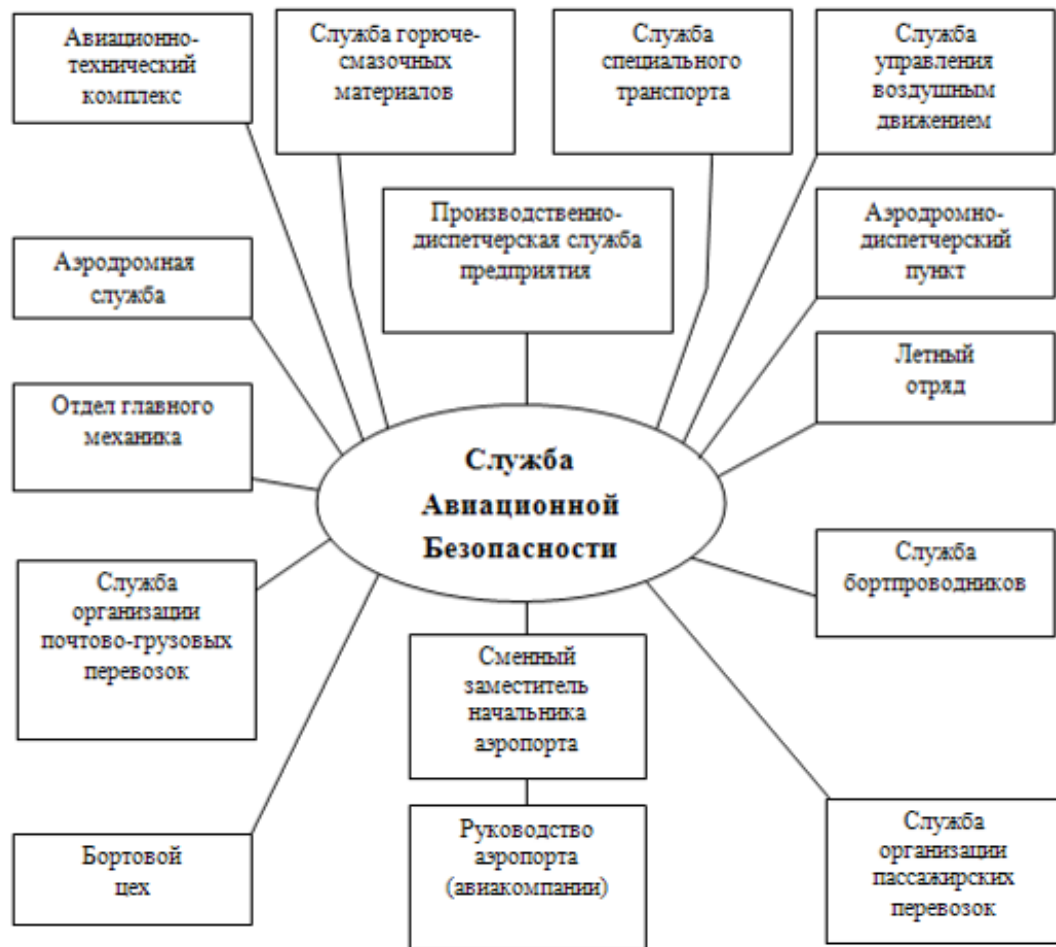 Авиационно-
технический
комплекс
Служба горюче-
смазочных
материалов
Служба
специального
транспорта
Служба
управления
воздушным
движением
Производственно-
диспетчерская служба
предприятия
Аэродромно-
диспетчерский
пункт
Аэродромная
служба
Летный
отряд
Отдел главного
механика
Служба
Авиационной
Безопасности
Служба
бортпроводников
Служба
организации
почтово-грузовых
перевозок
Сменный
заместитель
начальника
аэропорта
Бортовой
цех
Руководство
аэропорта
(авиакомпании)
Служба
организации
пассажирских
перевозок